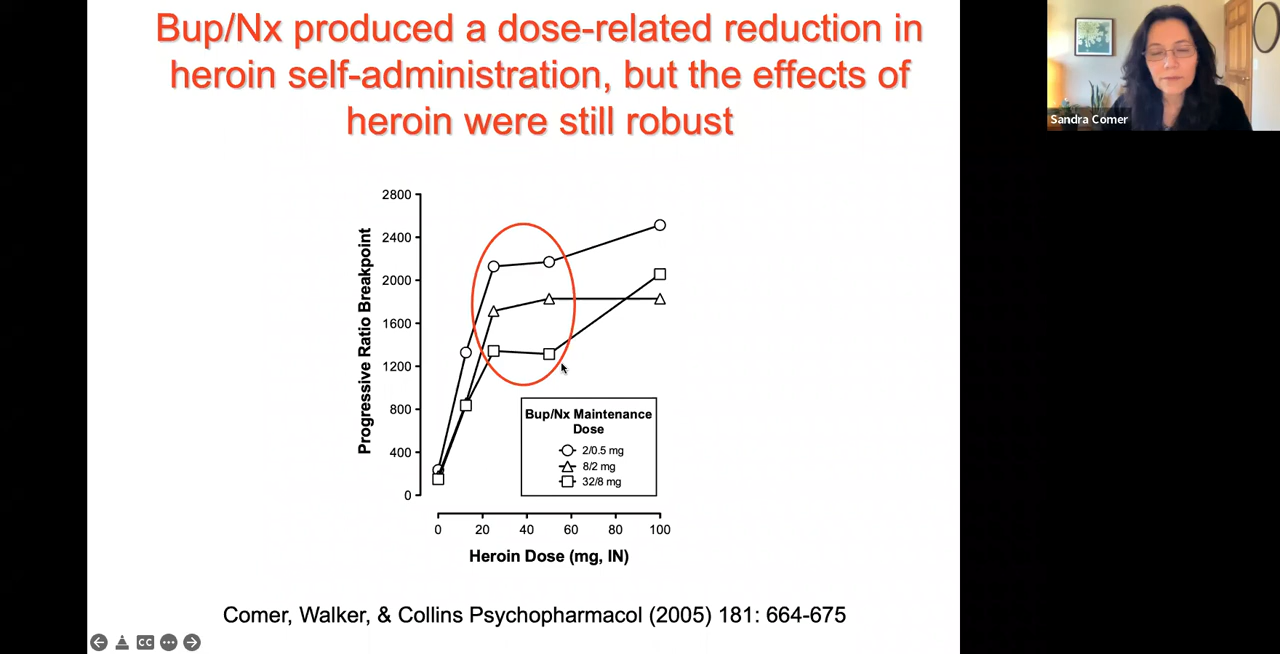 Bup/Nx produced a dose-related reduction in
heroin self-administration, but the effects of
heroin were still robust
Sandra Comer
Progressive Ratio Breakpoint
2800
2400
2000
1600
1200
800
400
0
0 20 40 60 80 100
Heroin Dose (mg, IN)
Bup/Nx Maintenance
Dose
2/0.5 mg
8/2 mg
32/8 mg
Comer, Walker, & Collins Psychopharmacol (2005) 181: 664-675
CC